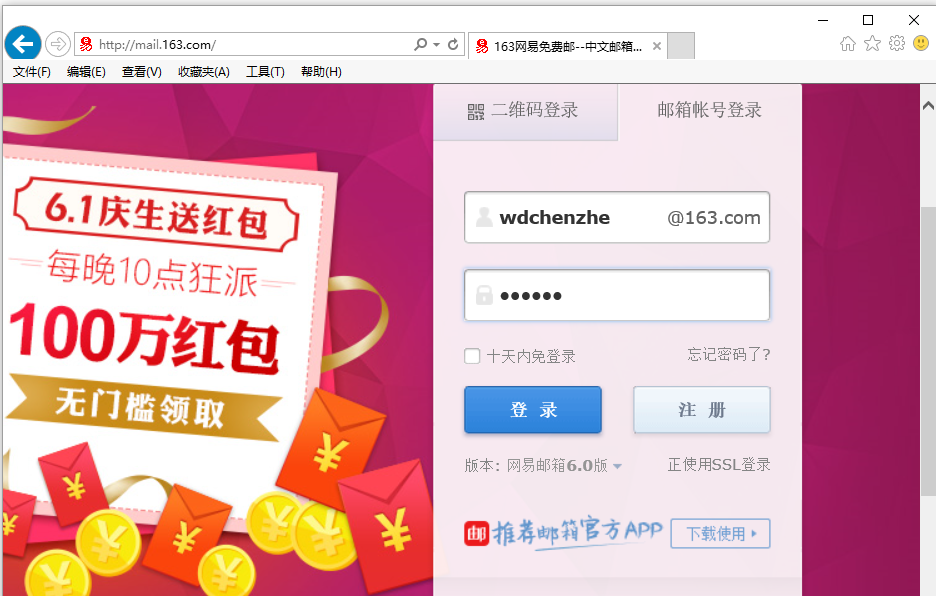 http://mail.163.com/
163网易免费邮--中文邮箱...
文件(F) 编辑(E) 查看(V) 收藏夹(A) 工具(T) 帮助(H)
二维码登录
邮箱帐号登录
6.1庆生送红包
每晚10点狂派
100万红包
无门槛领取
wdchenzhe @163.com
••••••
十天内免登录 忘记密码了?
登 录 注 册
版本: 网易邮箱6.0版 正使用SSL登录
邮 推荐邮箱官方APP 下载使用
¥
¥
¥
¥
¥
¥
¥
¥
¥
¥